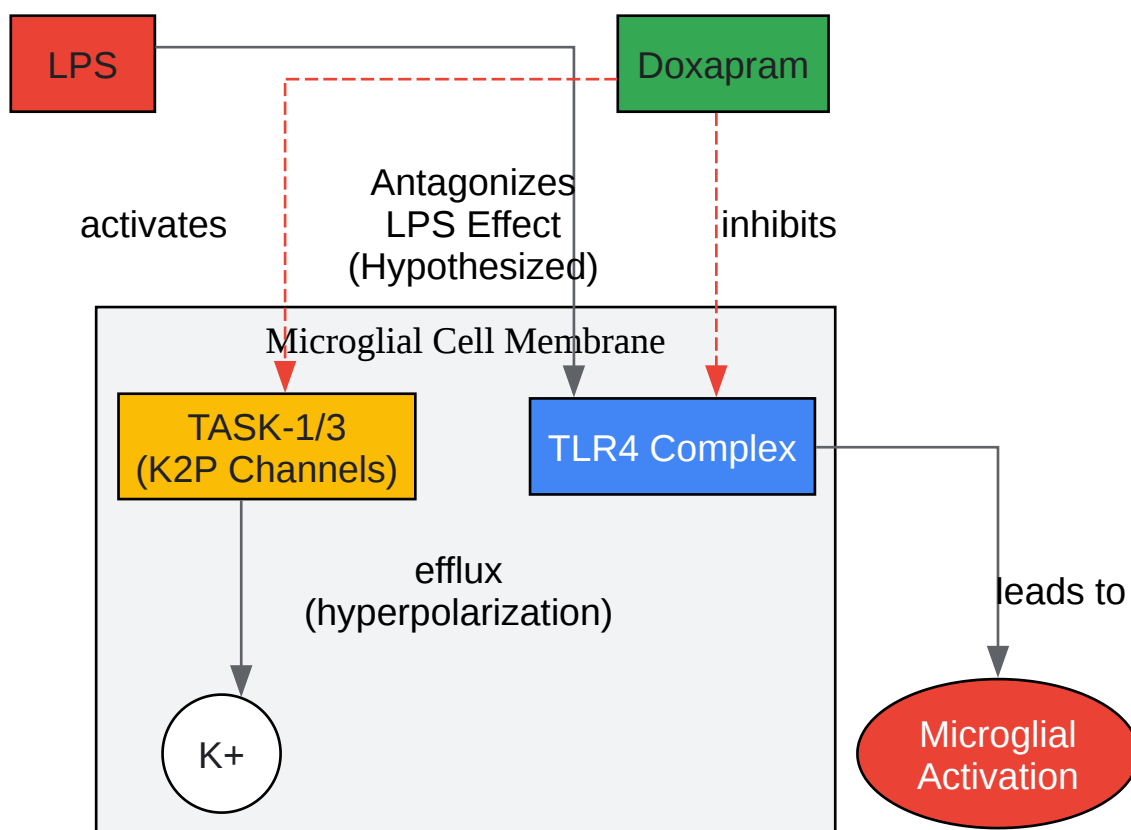 LPS
Doxapram
activates
Antagonizes
LPS Effect
(Hypothesized)
inhibits
Microglial Cell Membrane
TASK-1/3
(K2P Channels)
TLR4 Complex
efflux
(hyperpolarization)
leads to
K+
Microglial
Activation